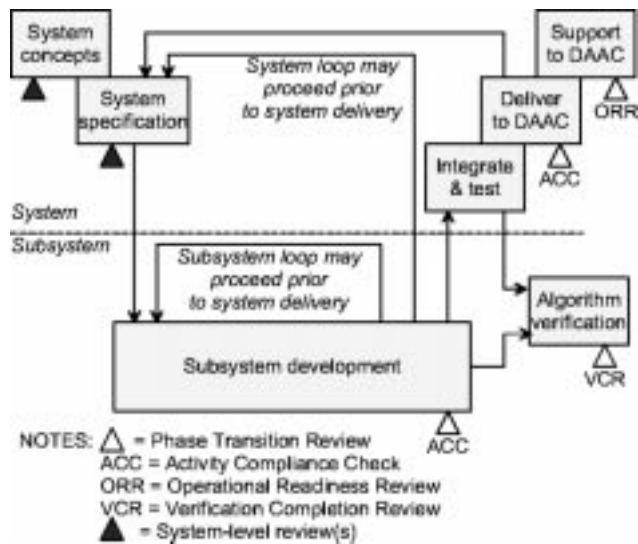 System
concepts
System
specification
System loop may
proceed prior
to system delivery
Support
to DAAC
ORR
Deliver
to DAAC
ACC
Integrate
& test
System
Subsystem
Subsystem loop may
proceed prior
to system delivery
Algorithm
verification
VCR
Subsystem development
ACC
NOTES: △ = Phase Transition Review
ACC = Activity Compliance Check
ORR = Operational Readiness Review
VCR = Verification Completion Review
▲ = System-level review(s)